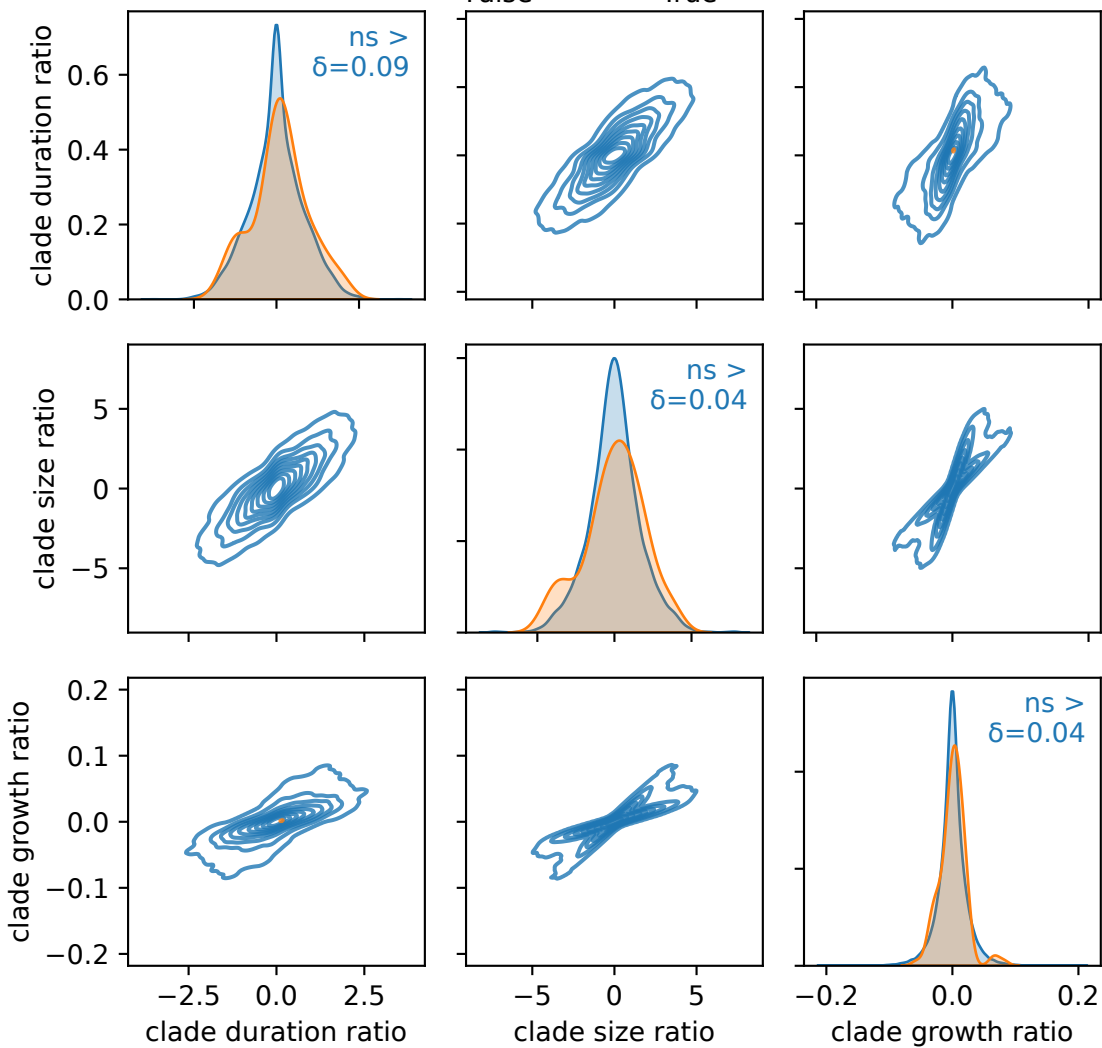 clade duration ratio
0.6
0.4
0.2
0.0
ns >
δ=0.09
clade size ratio
5
0
−5
ns >
δ=0.04
clade growth ratio
0.2
0.1
0.0
−0.1
−0.2
ns >
δ=0.04
−2.5 0.0 2.5
−5 0 5
−0.2 0.0 0.2
clade duration ratio
clade size ratio
clade growth ratio